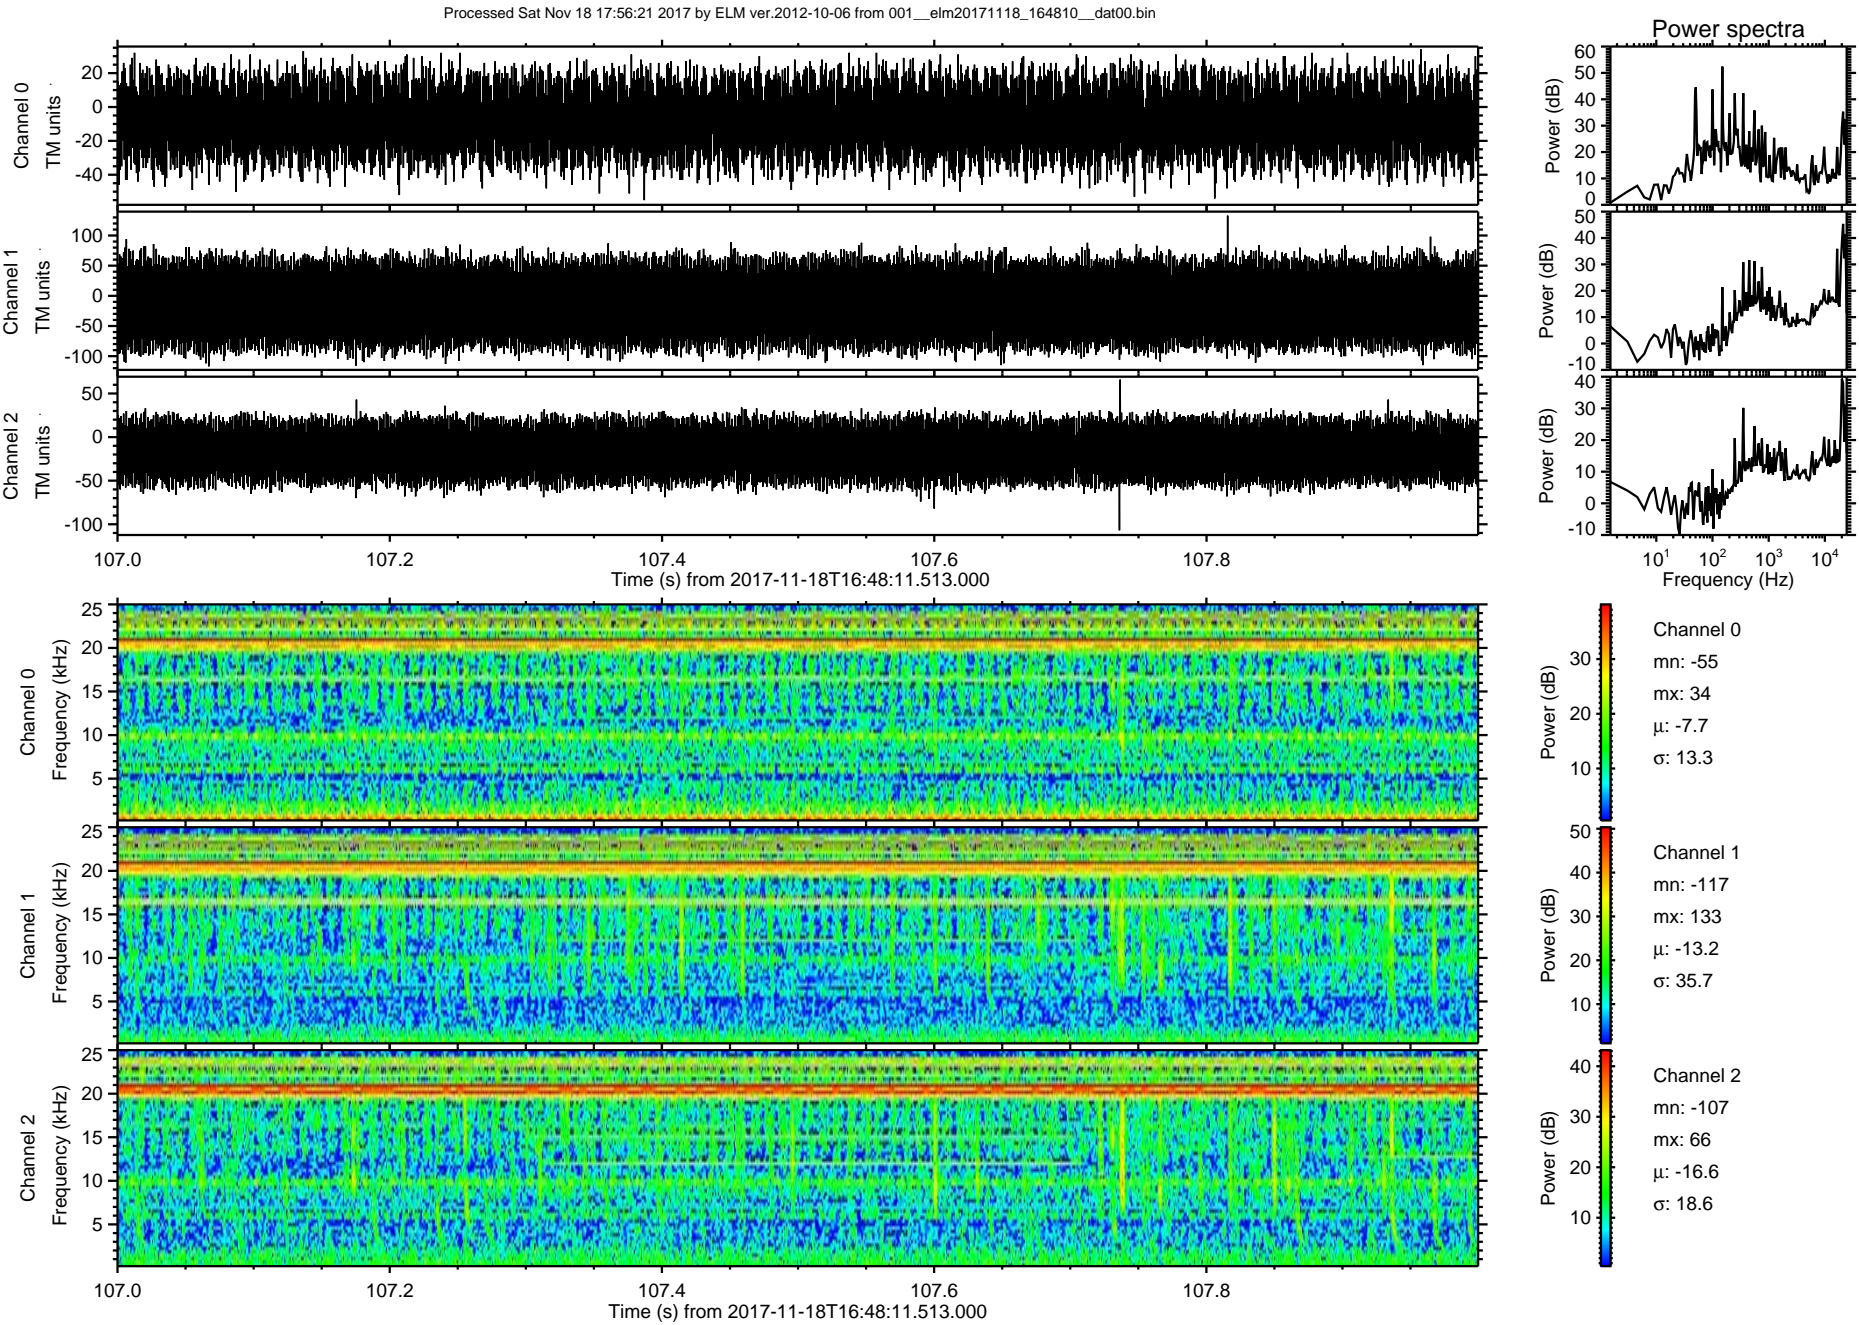 Processed Sat Nov 18 17:56:21 2017 by ELM ver.2012-10-06 from 001__elm20171118_164810__dat00.bin
Power spectra
Channel 0
TM units
20
0
-20
-40
Power (dB)
60
50
40
30
20
10
0
Channel 1
TM units
100
50
0
-50
-100
Power (dB)
50
40
30
20
10
0
-10
Channel 2
TM units
50
0
-50
-100
Power (dB)
40
30
20
10
0
-10
107.0 107.2 107.4 107.6 107.8
Time (s) from 2017-11-18T16:48:11.513.000
10^1 10^2 10^3 10^4
Frequency (Hz)
Channel 0
Frequency (kHz)
25
20
15
10
5
Power (dB)
30
20
10
Channel 0
mn: -55
mx: 34
μ: -7.7
σ: 13.3
Channel 1
Frequency (kHz)
25
20
15
10
5
Power (dB)
50
40
30
20
10
Channel 1
mn: -117
mx: 133
μ: -13.2
σ: 35.7
Channel 2
Frequency (kHz)
25
20
15
10
5
Power (dB)
40
30
20
10
Channel 2
mn: -107
mx: 66
μ: -16.6
σ: 18.6
107.0 107.2 107.4 107.6 107.8
Time (s) from 2017-11-18T16:48:11.513.000